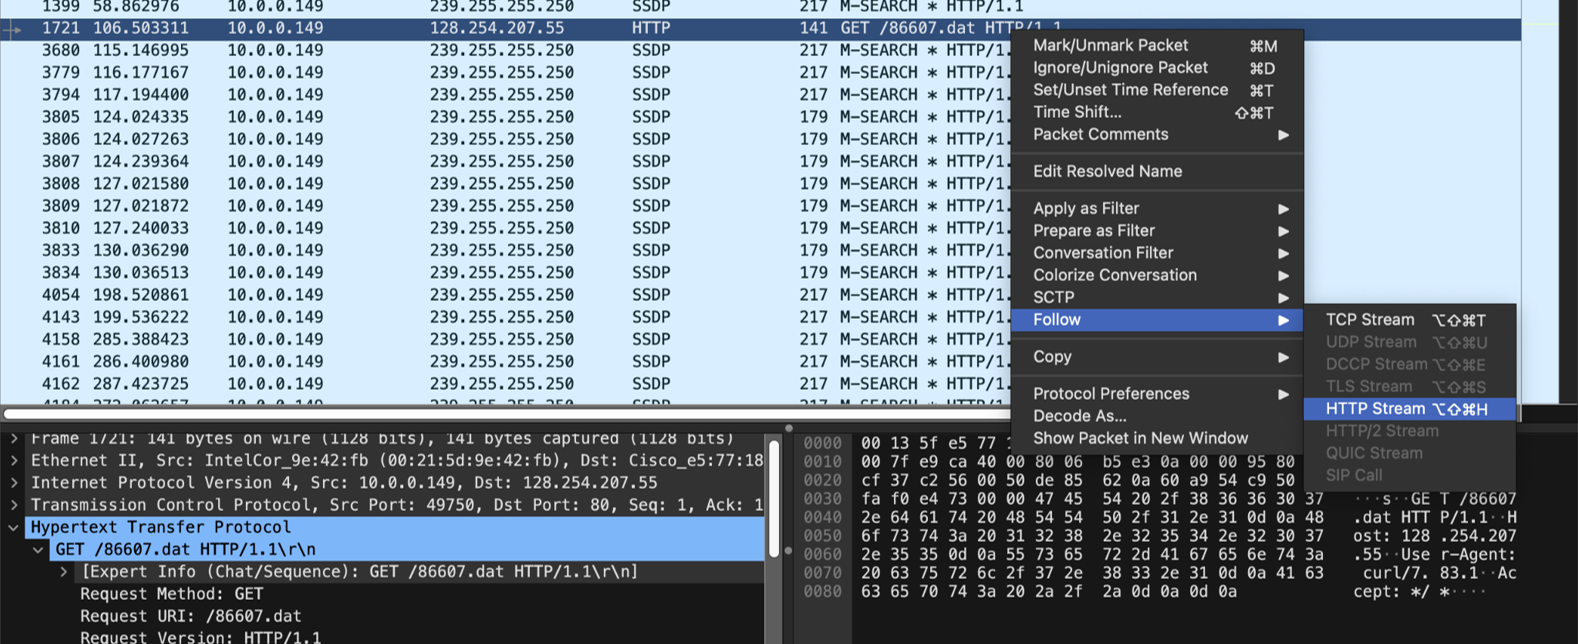 1399 58.862976 10.0.0.149 239.255.255.250 SSDP 217 M-SEARCH * HTTP/1.1
1721 106.503311 10.0.0.149 128.254.207.55 HTTP 141 GET /86607.dat HTTP/1.1
3680 115.146995 10.0.0.149 239.255.255.250 SSDP 217 M-SEARCH * HTTP/1.
3779 116.177167 10.0.0.149 239.255.255.250 SSDP 217 M-SEARCH * HTTP/1.
3794 117.194400 10.0.0.149 239.255.255.250 SSDP 217 M-SEARCH * HTTP/1.
3805 124.024335 10.0.0.149 239.255.255.250 SSDP 179 M-SEARCH * HTTP/1.
3806 124.027263 10.0.0.149 239.255.255.250 SSDP 179 M-SEARCH * HTTP/1.
3807 124.239364 10.0.0.149 239.255.255.250 SSDP 179 M-SEARCH * HTTP/1.
3808 127.021580 10.0.0.149 239.255.255.250 SSDP 179 M-SEARCH * HTTP/1.
3809 127.021872 10.0.0.149 239.255.255.250 SSDP 179 M-SEARCH * HTTP/1.
3810 127.240033 10.0.0.149 239.255.255.250 SSDP 179 M-SEARCH * HTTP/1.
3833 130.036290 10.0.0.149 239.255.255.250 SSDP 179 M-SEARCH * HTTP/1.
3834 130.036513 10.0.0.149 239.255.255.250 SSDP 179 M-SEARCH * HTTP/1.
4054 198.520861 10.0.0.149 239.255.255.250 SSDP 217 M-SEARCH * HTTP/1.
4143 199.536222 10.0.0.149 239.255.255.250 SSDP 217 M-SEARCH * HTTP/1.
4158 285.388423 10.0.0.149 239.255.255.250 SSDP 217 M-SEARCH * HTTP/1.
4161 286.400980 10.0.0.149 239.255.255.250 SSDP 217 M-SEARCH * HTTP/1.
4162 287.423725 10.0.0.149 239.255.255.250 SSDP 217 M-SEARCH * HTTP/1.
Mark/Unmark Packet ⌘M
Ignore/Unignore Packet ⌘D
Set/Unset Time Reference ⌘T
Time Shift... ⇧⌘T
Packet Comments
Edit Resolved Name
Apply as Filter
Prepare as Filter
Conversation Filter
Colorize Conversation
SCTP
Follow
Copy
Protocol Preferences
Decode As...
Show Packet in New Window
TCP Stream ⌥⇧⌘T
UDP Stream ⌥⇧⌘U
DCCP Stream ⌥⇧⌘E
TLS Stream ⌥⇧⌘S
HTTP Stream ⌥⇧⌘H
HTTP/2 Stream
QUIC Stream
SIP Call
Frame 1721: 141 bytes on wire (1128 bits), 141 bytes captured (1128 bits)
Ethernet II, Src: IntelCor_9e:42:fb (00:21:5d:9e:42:fb), Dst: Cisco_e5:77:18
Internet Protocol Version 4, Src: 10.0.0.149, Dst: 128.254.207.55
Transmission Control Protocol, Src Port: 49750, Dst Port: 80, Seq: 1, Ack: 1
Hypertext Transfer Protocol
GET /86607.dat HTTP/1.1\r\n
[Expert Info (Chat/Sequence): GET /86607.dat HTTP/1.1\r\n]
Request Method: GET
Request URI: /86607.dat
Request Version: HTTP/1.1
0000 00 13 5f e5 77
0010 00 7f e9 ca 40 00 80 06 b5 e3 0a 00 00 95 80
0020 cf 37 c2 56 00 50 de 85 62 0a 60 a9 54 c9 50
0030 fa f0 e4 73 00 00 47 45 54 20 2f 38 36 36 30 37 ···s··GE T /86607
0040 2e 64 61 74 20 48 54 54 50 2f 31 2e 31 0d 0a 48 .dat HTT P/1.1··H
0050 6f 73 74 3a 20 31 32 38 2e 32 35 34 2e 32 30 37 ost: 128 .254.207
0060 2e 35 35 0d 0a 55 73 65 72 2d 41 67 65 6e 74 3a .55··Use r-Agent:
0070 20 63 75 72 6c 2f 37 2e 38 33 2e 31 0d 0a 41 63 curl/7. 83.1··Ac
0080 63 65 70 74 3a 20 2a 2f 2a 0d 0a 0d 0a cept: */ *····